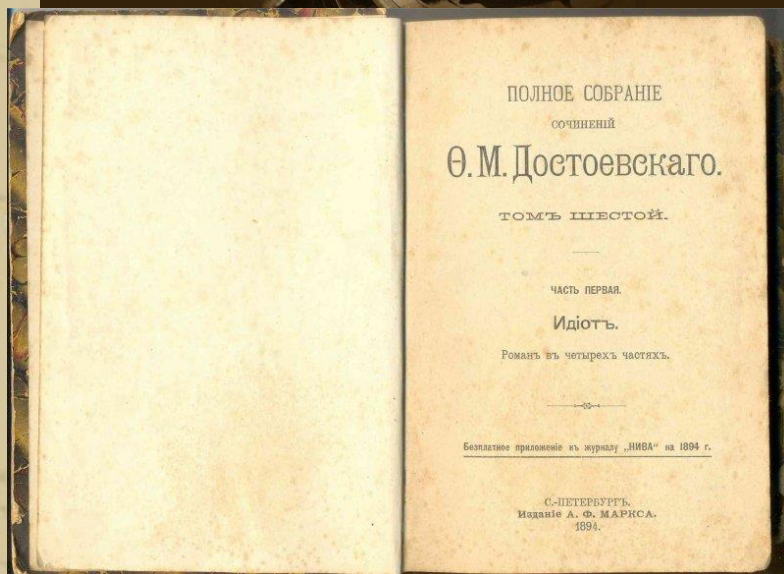 ПОЛНОЕ СОБРАНІЕ
СОЧИНЕНІЙ
Ѳ. М. Достоевскаго.
ТОМЪ ШЕСТОЙ.
ЧАСТЬ ПЕРВАЯ.
Идіотъ.
Романъ въ четырехъ частяхъ.
Безплатное приложеніе къ журналу „НИВА“ на 1894 г.
С.-ПЕТЕРБУРГЪ.
Изданіе А. Ф. МАРКСА.
1894.